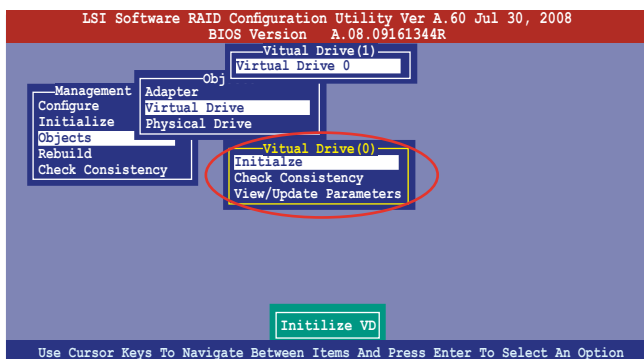 LSI Software RAID Configuration Utility Ver A.60 Jul 30, 2008
BIOS Version A.08.09161344R
Vitual Drive(1)
Virtual Drive 0
Obj
Adapter
Virtual Drive
Physical Drive
Management
Configure
Initialize
Objects
Rebuild
Check Consistency
Vitual Drive(0)
Initialze
Check Consistency
View/Update Parameters
Initilize VD
Use Cursor Keys To Navigate Between Items And Press Enter To Select An Option